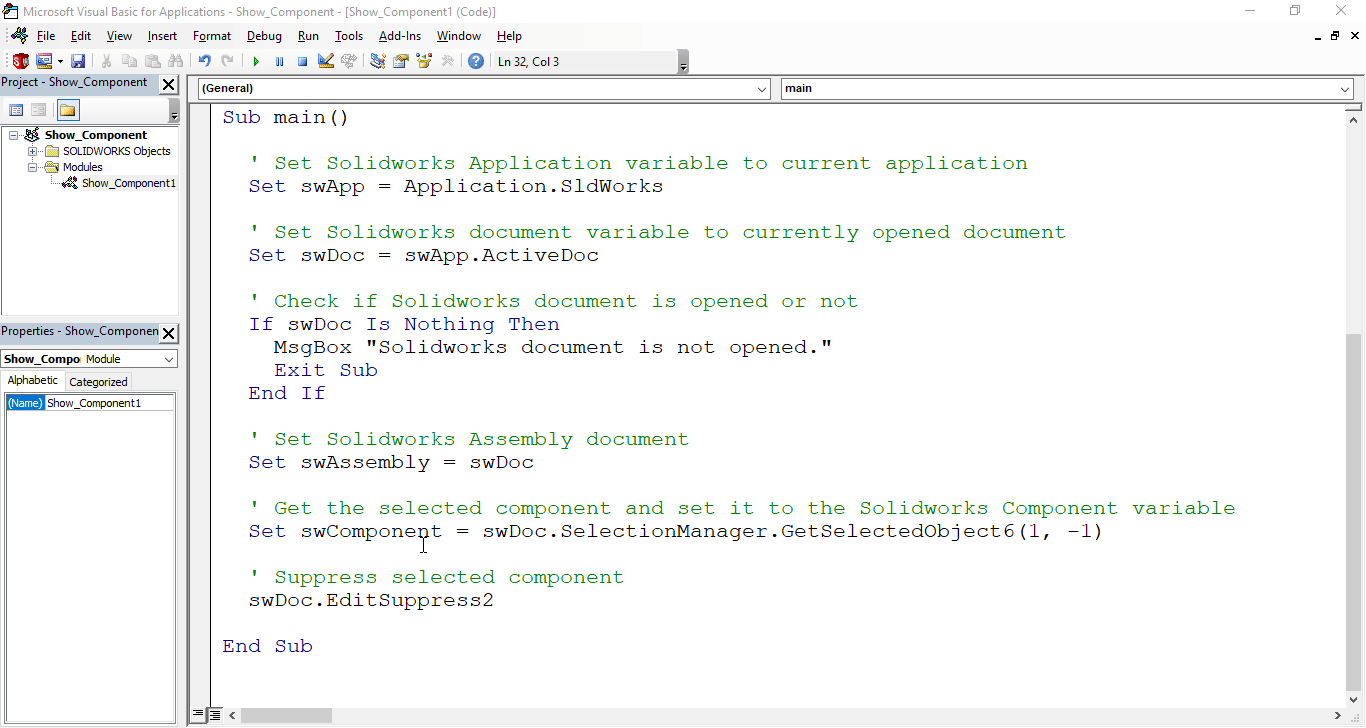 Microsoft Visual Basic for Applications - Show_Component - [Show_Component1 (Code)]
File Edit View Insert Format Debug Run Tools Add-Ins Window Help
Ln 32, Col 3
Project - Show_Component
(General)
main
Show_Component
SOLIDWORKS Objects
Modules
Show_Component1
Properties - Show_Componen
Show_Compo Module
Alphabetic Categorized
(Name) Show_Component1
Sub main()
' Set Solidworks Application variable to current application
Set swApp = Application.SldWorks
' Set Solidworks document variable to currently opened document
Set swDoc = swApp.ActiveDoc
' Check if Solidworks document is opened or not
If swDoc Is Nothing Then
MsgBox "Solidworks document is not opened."
Exit Sub
End If
' Set Solidworks Assembly document
Set swAssembly = swDoc
' Get the selected component and set it to the Solidworks Component variable
Set swComponent = swDoc.SelectionManager.GetSelectedObject6(1, -1)
' Suppress selected component
swDoc.EditSuppress2
End Sub